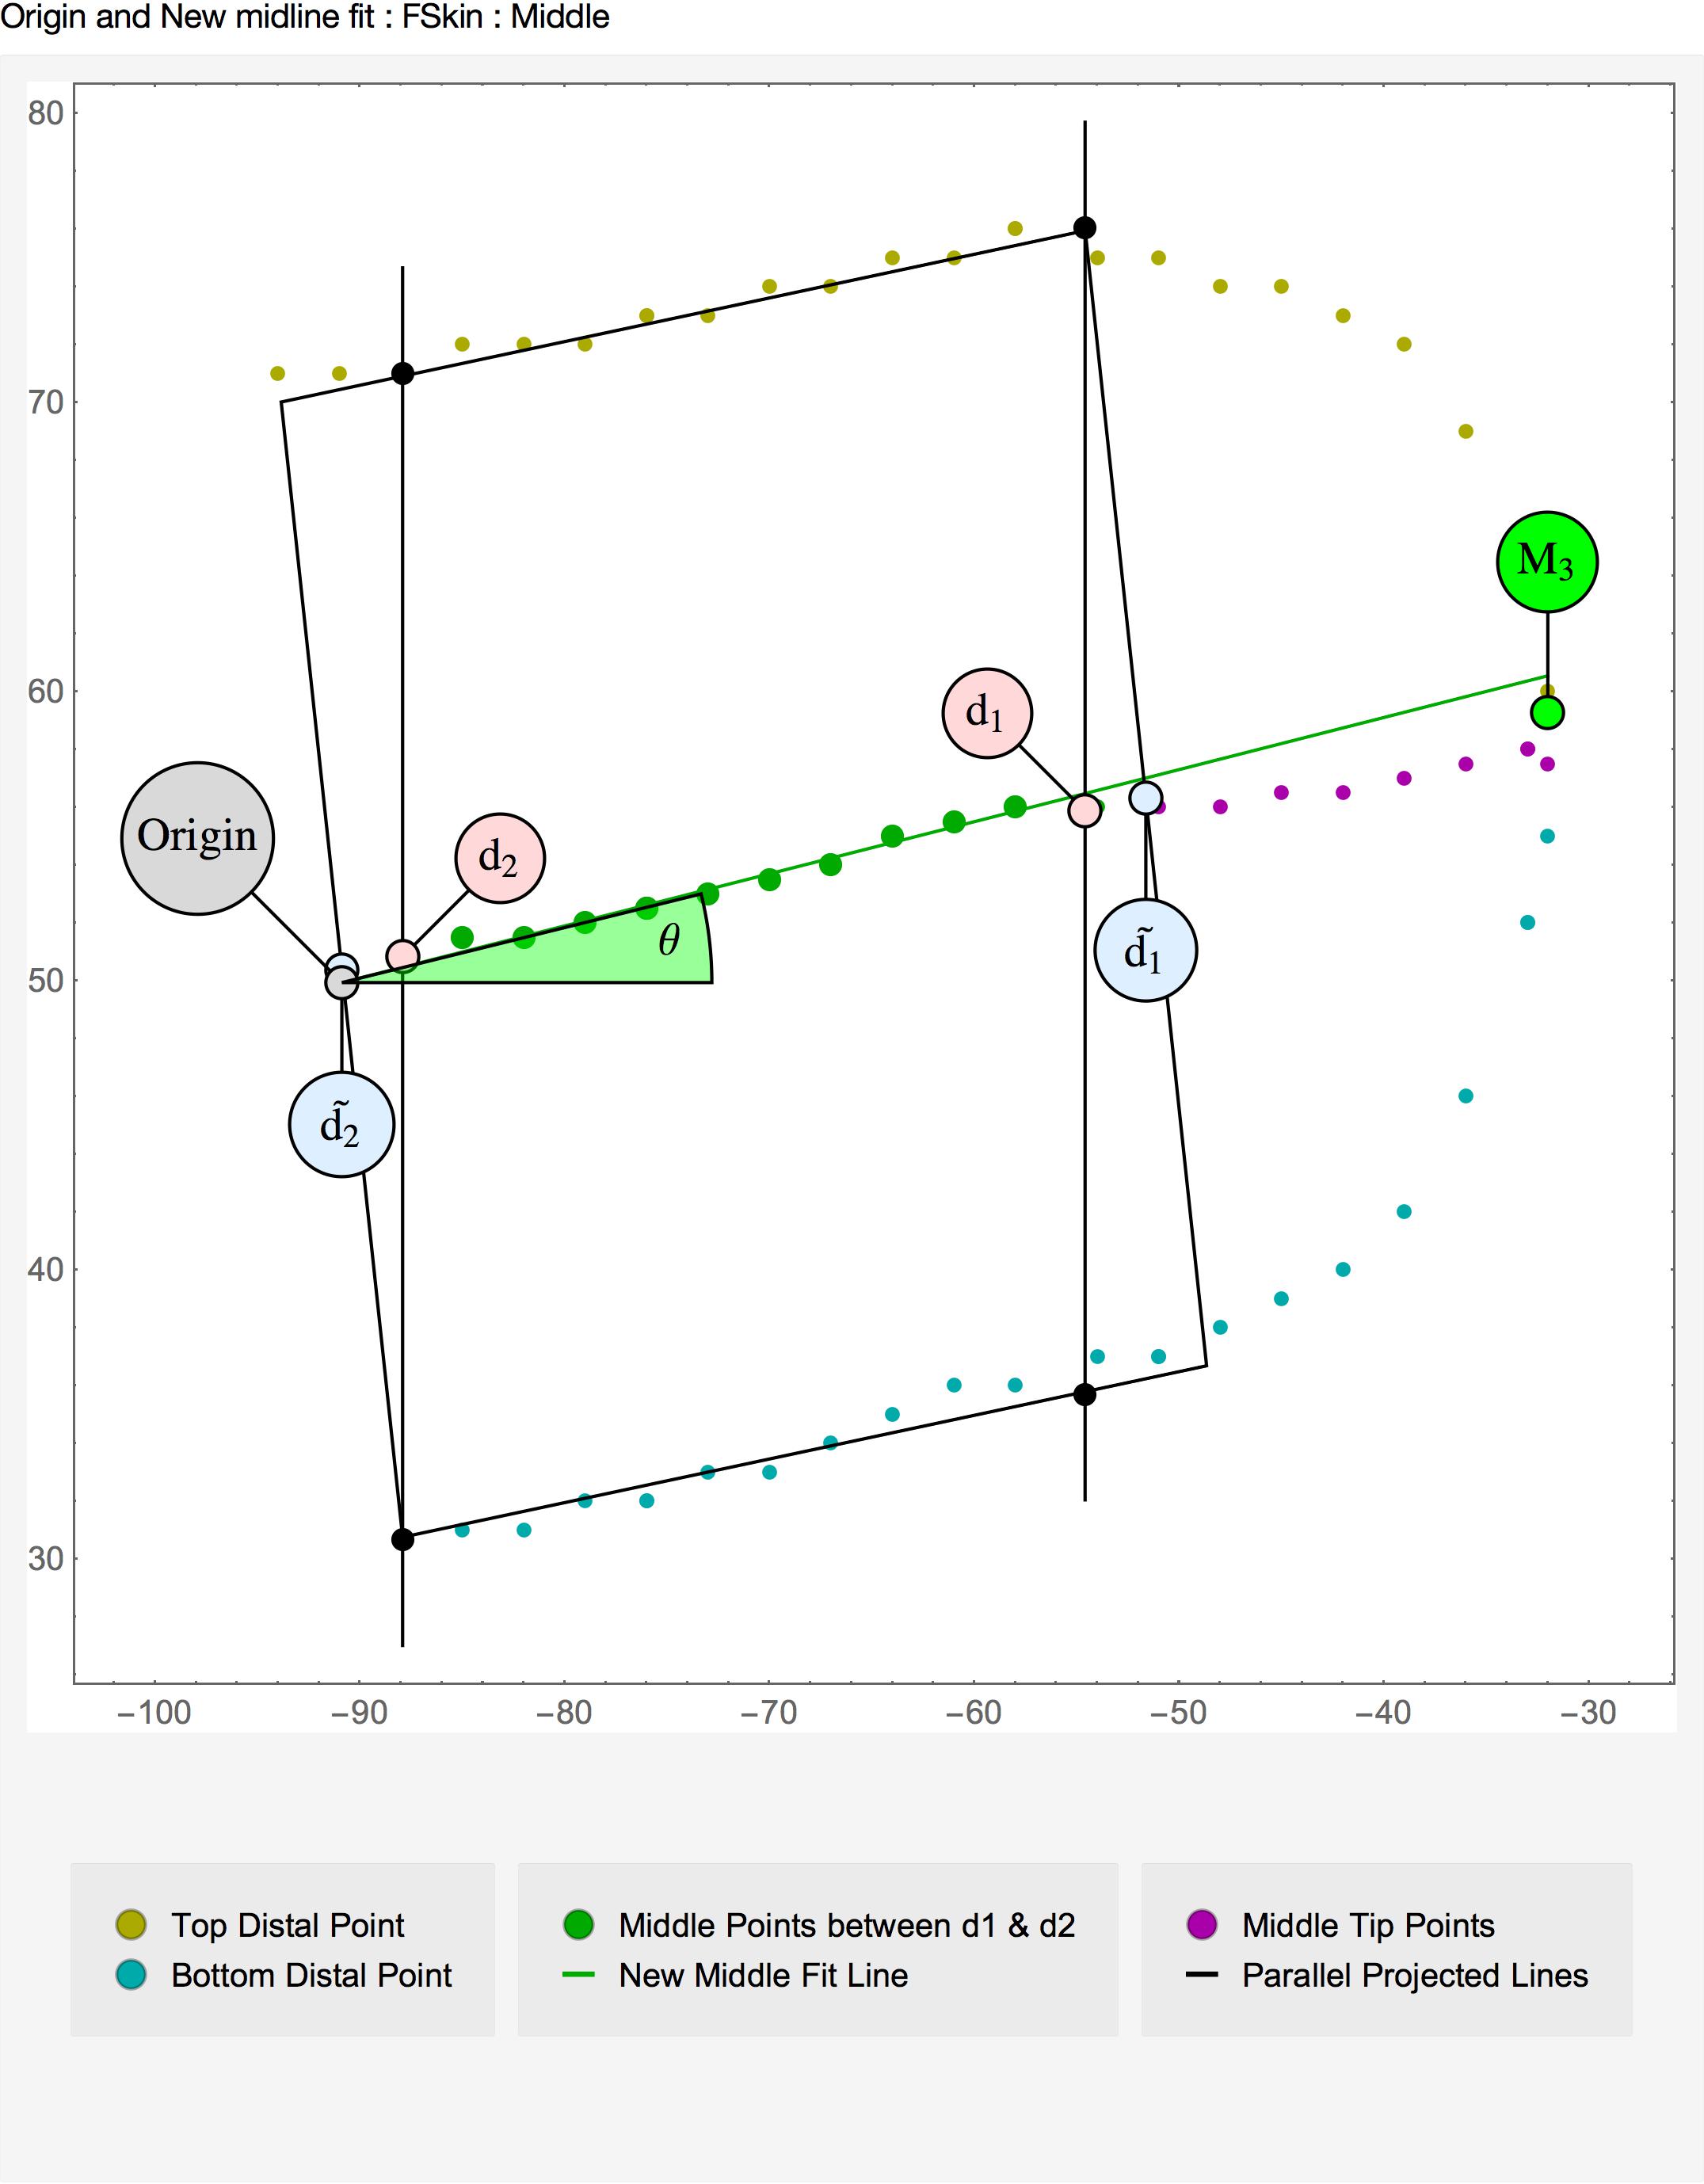 Origin and New midline fit : FSkin : Middle
80
70
60
50
40
30
M3
d1
Origin
d2
θ
d̃1
d̃2
−100 −90 −80 −70 −60 −50 −40 −30
Top Distal Point
Bottom Distal Point
Middle Points between d1 & d2
New Middle Fit Line
Middle Tip Points
Parallel Projected Lines